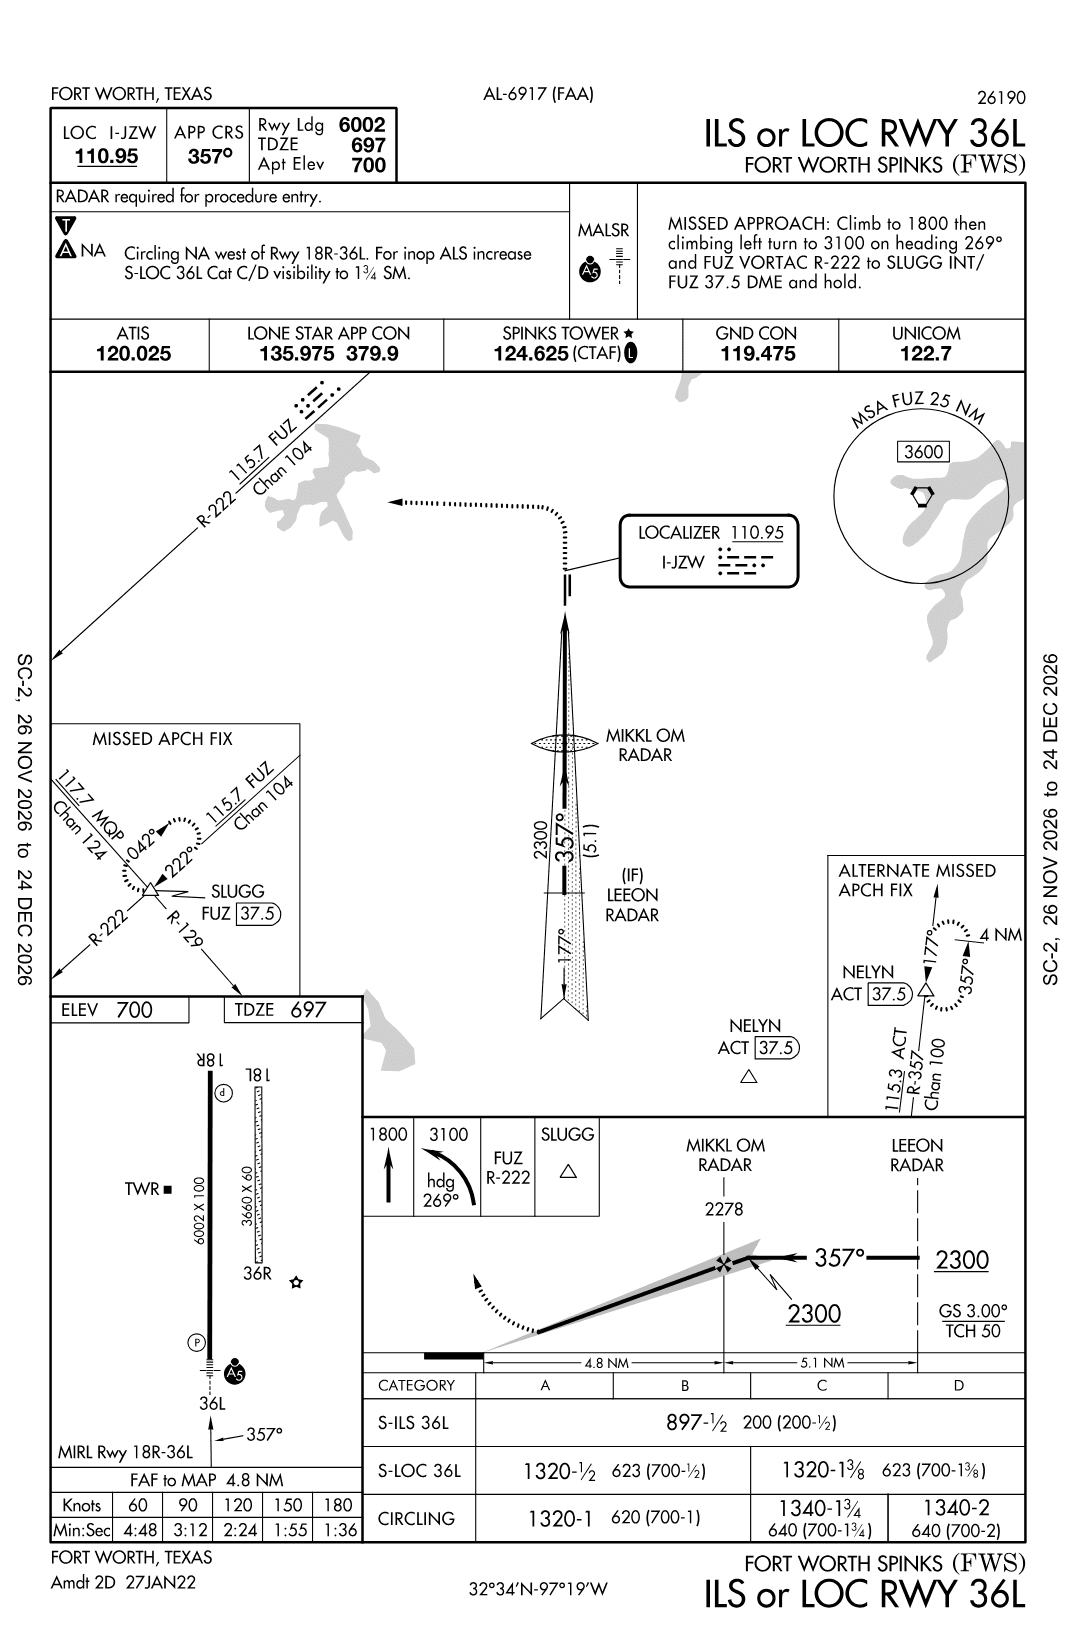 FORT WORTH, TEXAS
AL-6917 (FAA)
26190
LOC I-JZW
110.95
APP CRS
357°
Rwy Ldg 6002
TDZE 697
Apt Elev 700
ILS or LOC RWY 36L
FORT WORTH SPINKS (FWS)
RADAR required for procedure entry.
T
A NA
Circling NA west of Rwy 18R-36L. For inop ALS increase
S-LOC 36L Cat C/D visibility to 1¾ SM.
MALSR
A5
MISSED APPROACH: Climb to 1800 then
climbing left turn to 3100 on heading 269°
and FUZ VORTAC R-222 to SLUGG INT/
FUZ 37.5 DME and hold.
ATIS
120.025
LONE STAR APP CON
135.975 379.9
SPINKS TOWER ★
124.625 (CTAF) L
GND CON
119.475
UNICOM
122.7
115.7 FUZ
Chan 104
R-222
MSA FUZ 25 NM
3600
LOCALIZER 110.95
I-JZW
MIKKL OM
RADAR
2300
357°
(5.1)
(IF)
LEEON
RADAR
177°
MISSED APCH FIX
117.7 MQP
Chan 124
115.7 FUZ
Chan 104
042°
222°
SLUGG
FUZ 37.5
R-222
R-129
ALTERNATE MISSED
APCH FIX
4 NM
177°
357°
NELYN
ACT 37.5
115.3 ACT
R-357
Chan 100
NELYN
ACT 37.5
SC-2, 26 NOV 2026 to 24 DEC 2026
SC-2, 26 NOV 2026 to 24 DEC 2026
ELEV 700
TDZE 697
18R
18L
P
TWR
6002 X 100
3660 X 60
36R
P
A5
36L
357°
MIRL Rwy 18R-36L
FAF to MAP 4.8 NM
Knots 60 90 120 150 180
Min:Sec 4:48 3:12 2:24 1:55 1:36
1800
3100
hdg
269°
FUZ
R-222
SLUGG
MIKKL OM
RADAR
LEEON
RADAR
2278
357°
2300
2300
GS 3.00°
TCH 50
4.8 NM
5.1 NM
CATEGORY A B C D
S-ILS 36L 897-½ 200 (200-½)
S-LOC 36L 1320-½ 623 (700-½) 1320-1⅜ 623 (700-1⅜)
CIRCLING 1320-1 620 (700-1) 1340-1¾ 640 (700-1¾) 1340-2 640 (700-2)
FORT WORTH, TEXAS
Amdt 2D 27JAN22
32°34'N-97°19'W
FORT WORTH SPINKS (FWS)
ILS or LOC RWY 36L